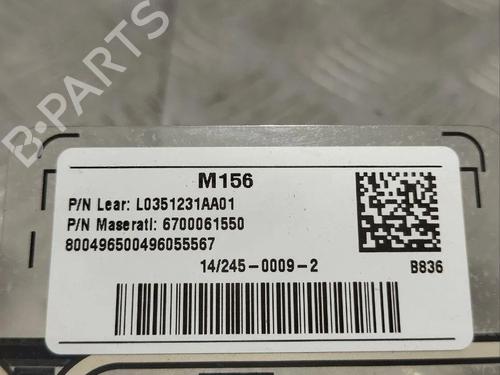 B-PARTS
M156
P/N Lear: L0351231AA01
P/N Maserati: 6700061550
800496500496055567
14/245-0009-2
B836